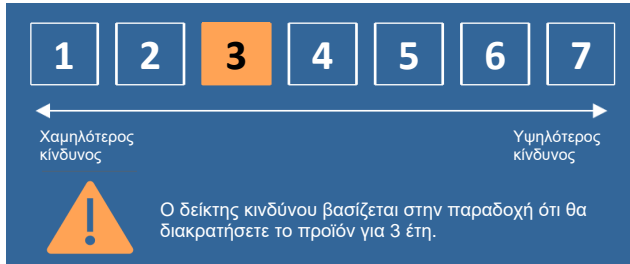 1 2 3 4 5 6 7
Χαμηλότερος
κίνδυνος
Υψηλότερος
κίνδυνος
Ο δείκτης κινδύνου βασίζεται στην παραδοχή ότι θα
διακρατήσετε το προϊόν για 3 έτη.